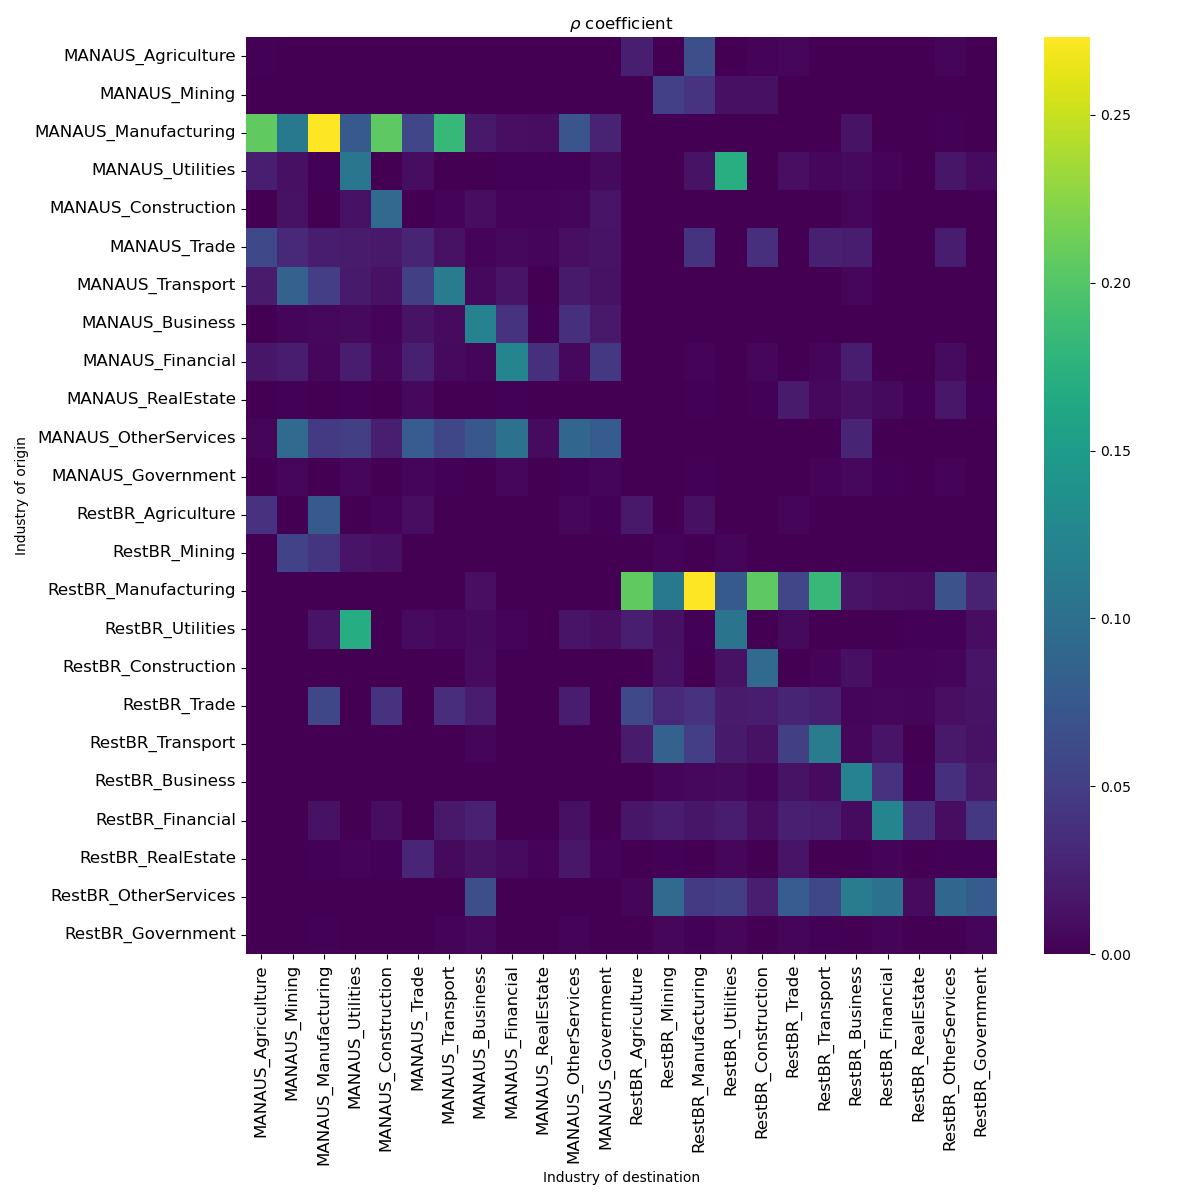 ρ coefficient
MANAUS_Agriculture
MANAUS_Mining
MANAUS_Manufacturing
MANAUS_Utilities
MANAUS_Construction
MANAUS_Trade
MANAUS_Transport
MANAUS_Business
MANAUS_Financial
MANAUS_RealEstate
MANAUS_OtherServices
MANAUS_Government
RestBR_Agriculture
RestBR_Mining
RestBR_Manufacturing
RestBR_Utilities
RestBR_Construction
RestBR_Trade
RestBR_Transport
RestBR_Business
RestBR_Financial
RestBR_RealEstate
RestBR_OtherServices
RestBR_Government
Industry of origin
MANAUS_Agriculture
MANAUS_Mining
MANAUS_Manufacturing
MANAUS_Utilities
MANAUS_Construction
MANAUS_Trade
MANAUS_Transport
MANAUS_Business
MANAUS_Financial
MANAUS_RealEstate
MANAUS_OtherServices
MANAUS_Government
RestBR_Agriculture
RestBR_Mining
RestBR_Manufacturing
RestBR_Utilities
RestBR_Construction
RestBR_Trade
RestBR_Transport
RestBR_Business
RestBR_Financial
RestBR_RealEstate
RestBR_OtherServices
RestBR_Government
Industry of destination
0.25
0.20
0.15
0.10
0.05
0.00